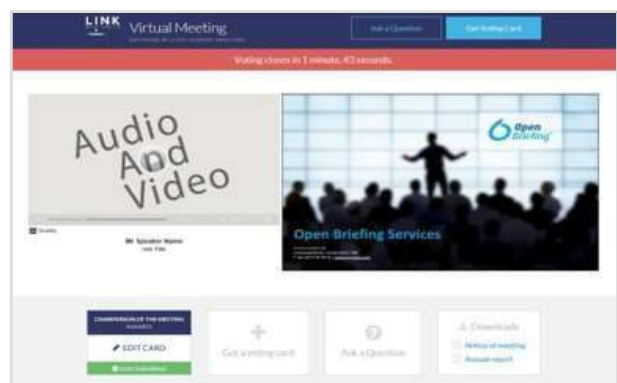 LINK
Virtual Meeting
Ask a Question
Get Voting Card
Voting closes in 1 minute, 43 seconds.
Audio
And
Video
Open
Briefing
Mr Speaker Name
Open Briefing Services
CHAIRPERSON OF THE MEETING
EDIT CARD
Get a voting card
Ask a Question
Downloads
Notice of meeting
Annual report